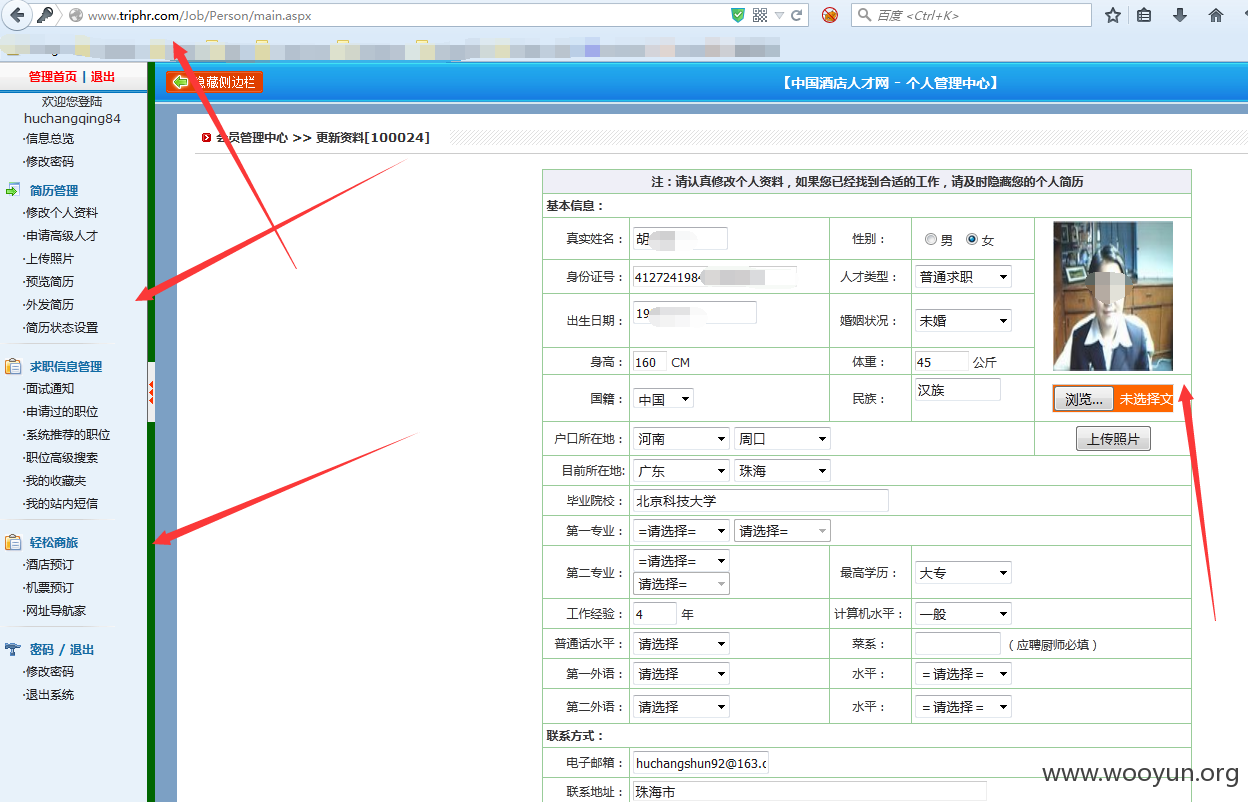 www.triphr.com/Job/Person/main.aspx
百度 <Ctrl+K>
管理首页 | 退出
隐藏侧边栏
【中国酒店人才网 - 个人管理中心】
欢迎您登陆
huchangqing84
·信息总览
·修改密码
简历管理
·修改个人资料
·申请高级人才
·上传照片
·预览简历
·外发简历
·简历状态设置
求职信息管理
·面试通知
·申请过的职位
·系统推荐的职位
·职位高级搜索
·我的收藏夹
·我的站内短信
轻松商旅
·酒店预订
·机票预订
·网址导航家
密码 / 退出
·修改密码
·退出系统
会员管理中心 >> 更新资料[100024]
注：请认真修改个人资料，如果您已经找到合适的工作，请及时隐藏您的个人简历
基本信息：
真实姓名： 胡 性别： 男 女
身份证号： 412724198 人才类型： 普通求职
出生日期： 19 婚姻状况： 未婚
身高： 160 CM 体重： 45 公斤
国籍： 中国 民族： 汉族
浏览... 未选择文
户口所在地： 河南 周口
上传照片
目前所在地: 广东 珠海
毕业院校： 北京科技大学
第一专业： =请选择= 请选择=
第二专业： =请选择= 请选择= 最高学历： 大专
工作经验： 4 年 计算机水平： 一般
普通话水平： 请选择 菜系： （应聘厨师必填）
第一外语： 请选择 水平： =请选择=
第二外语： 请选择 水平： =请选择=
联系方式：
电子邮箱： huchangshun92@163.c
联系地址： 珠海市
www.wooyun.org